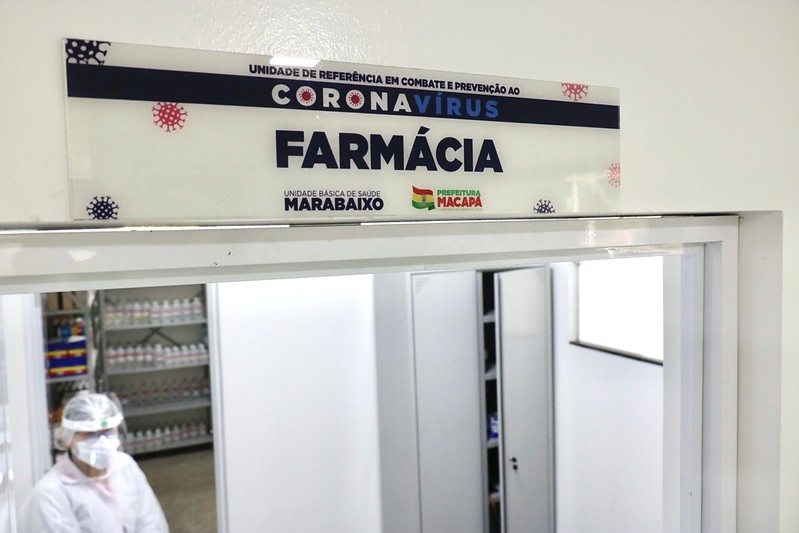 UNIDADE DE REFERÊNCIA EM COMBATE E PREVENÇÃO AO
CORONAVÍRUS
FARMÁCIA
UNIDADE BÁSICA DE SAÚDE
MARABAIXO
PREFEITURA
MACAPÁ